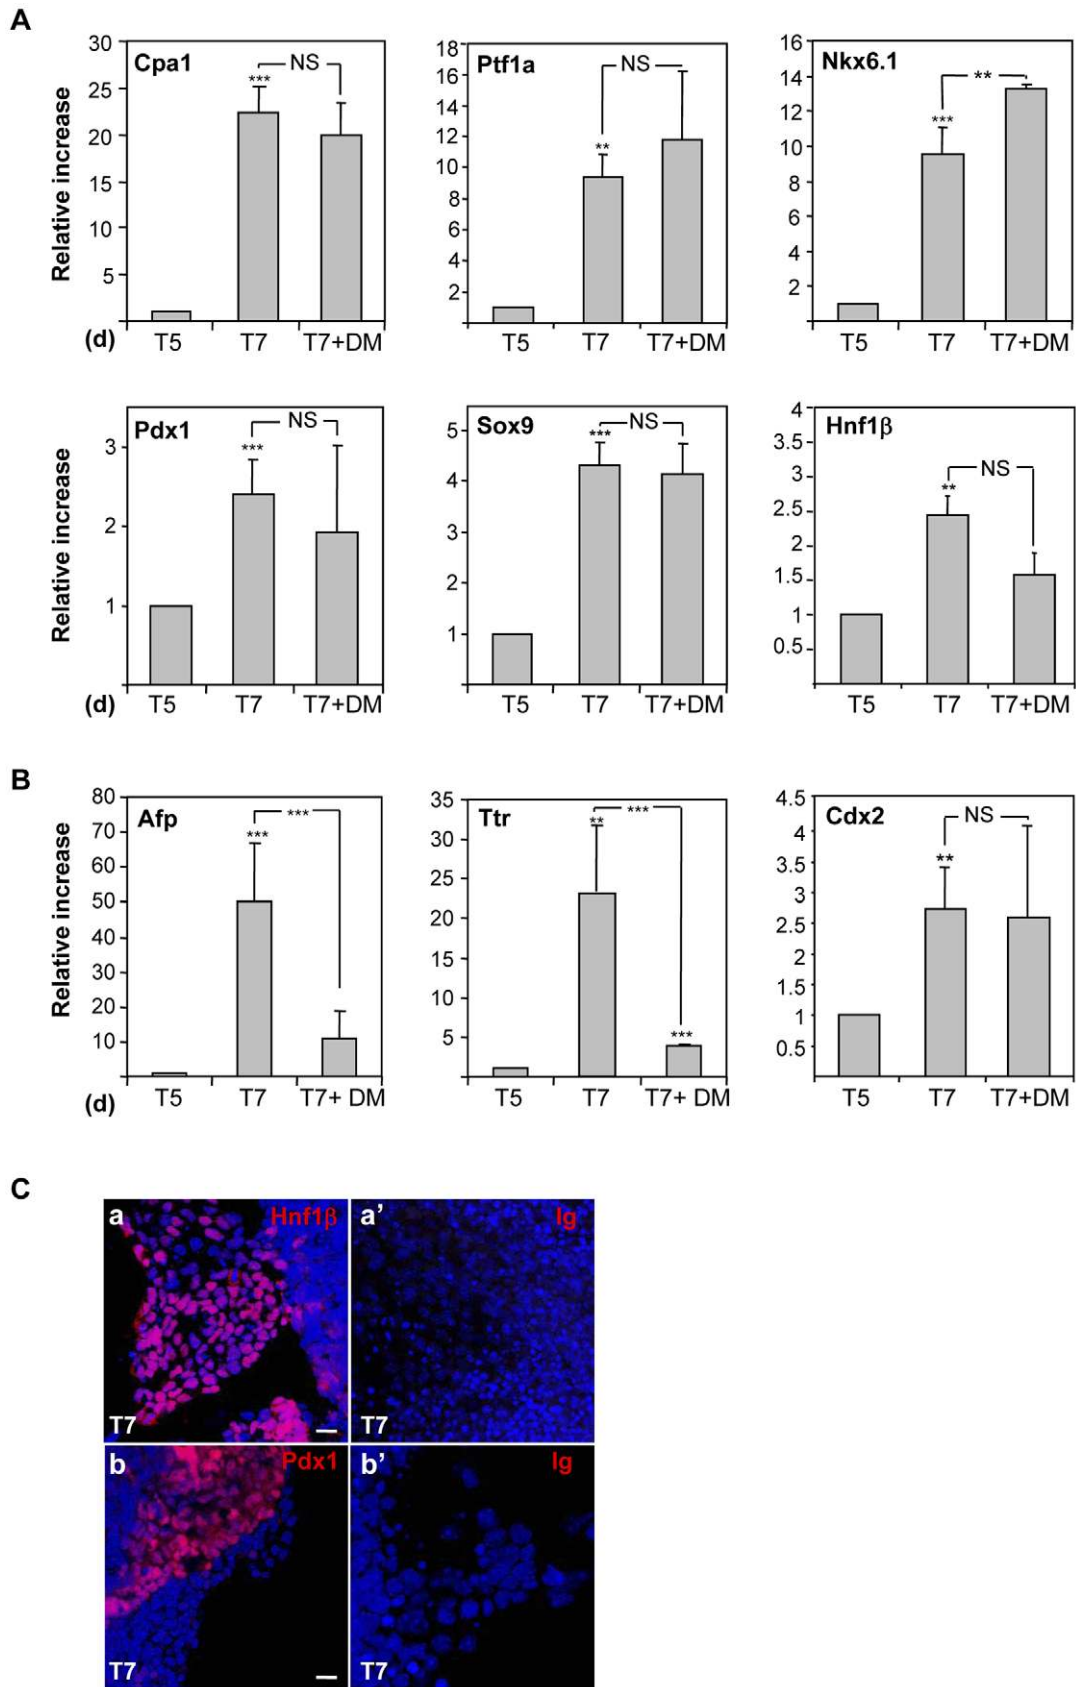 A
Cpa1
Relative increase
30
25
20
15
10
5
***
NS
(d)
T5
T7
T7+DM
Ptf1a
18
16
14
12
10
8
6
4
2
**
NS
T5
T7
T7+DM
Nkx6.1
16
14
12
10
8
6
4
2
***
**
T5
T7
T7+DM
Pdx1
Relative increase
3
2
1
***
NS
(d)
T5
T7
T7+DM
Sox9
5
4
3
2
1
***
NS
T5
T7
T7+DM
Hnf1β
4
3.5
3
2.5
2
1.5
1
0.5
**
NS
T5
T7
T7+DM
B
Afp
Relative increase
80
70
60
50
40
30
20
10
***
***
(d)
T5
T7
T7+ DM
Ttr
35
30
25
20
15
10
5
**
***
***
T5
T7
T7+ DM
Cdx2
4.5
4
3.5
3
2.5
2
1.5
1
0.5
**
NS
T5
T7
T7+DM
C
a
Hnf1β
T7
a’
Ig
T7
b
Pdx1
T7
b’
Ig
T7